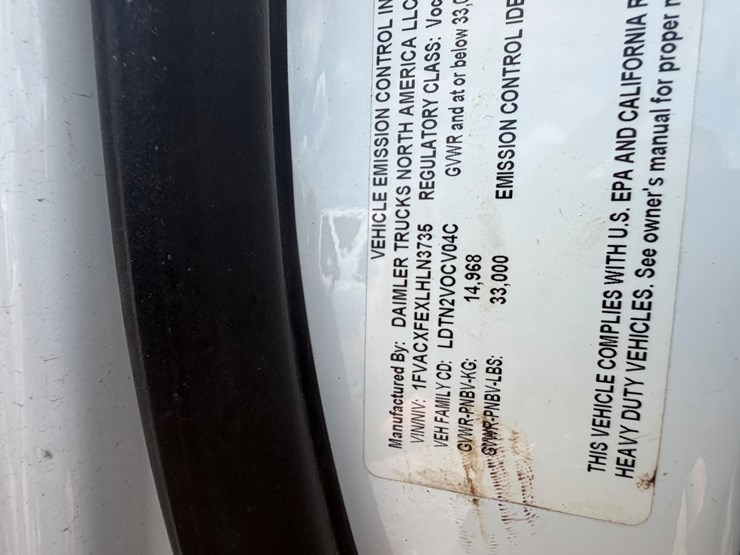 VEHICLE EMISSION CONTROL IN
Manufactured By: DAIMLER TRUCKS NORTH AMERICA LLC
VIN/NIV: 1FVACXFEXLHLN3735 REGULATORY CLASS: Voc
VEH FAMILY CD: LDTN2VOCV04C GVWR and at or below 33,0
GVWR-PNBV-KG: 14,968
GVWR-PNBV-LBS: 33,000 EMISSION CONTROL IDE
THIS VEHICLE COMPLIES WITH U.S. EPA AND CALIFORNIA R
HEAVY DUTY VEHICLES. See owner's manual for proper